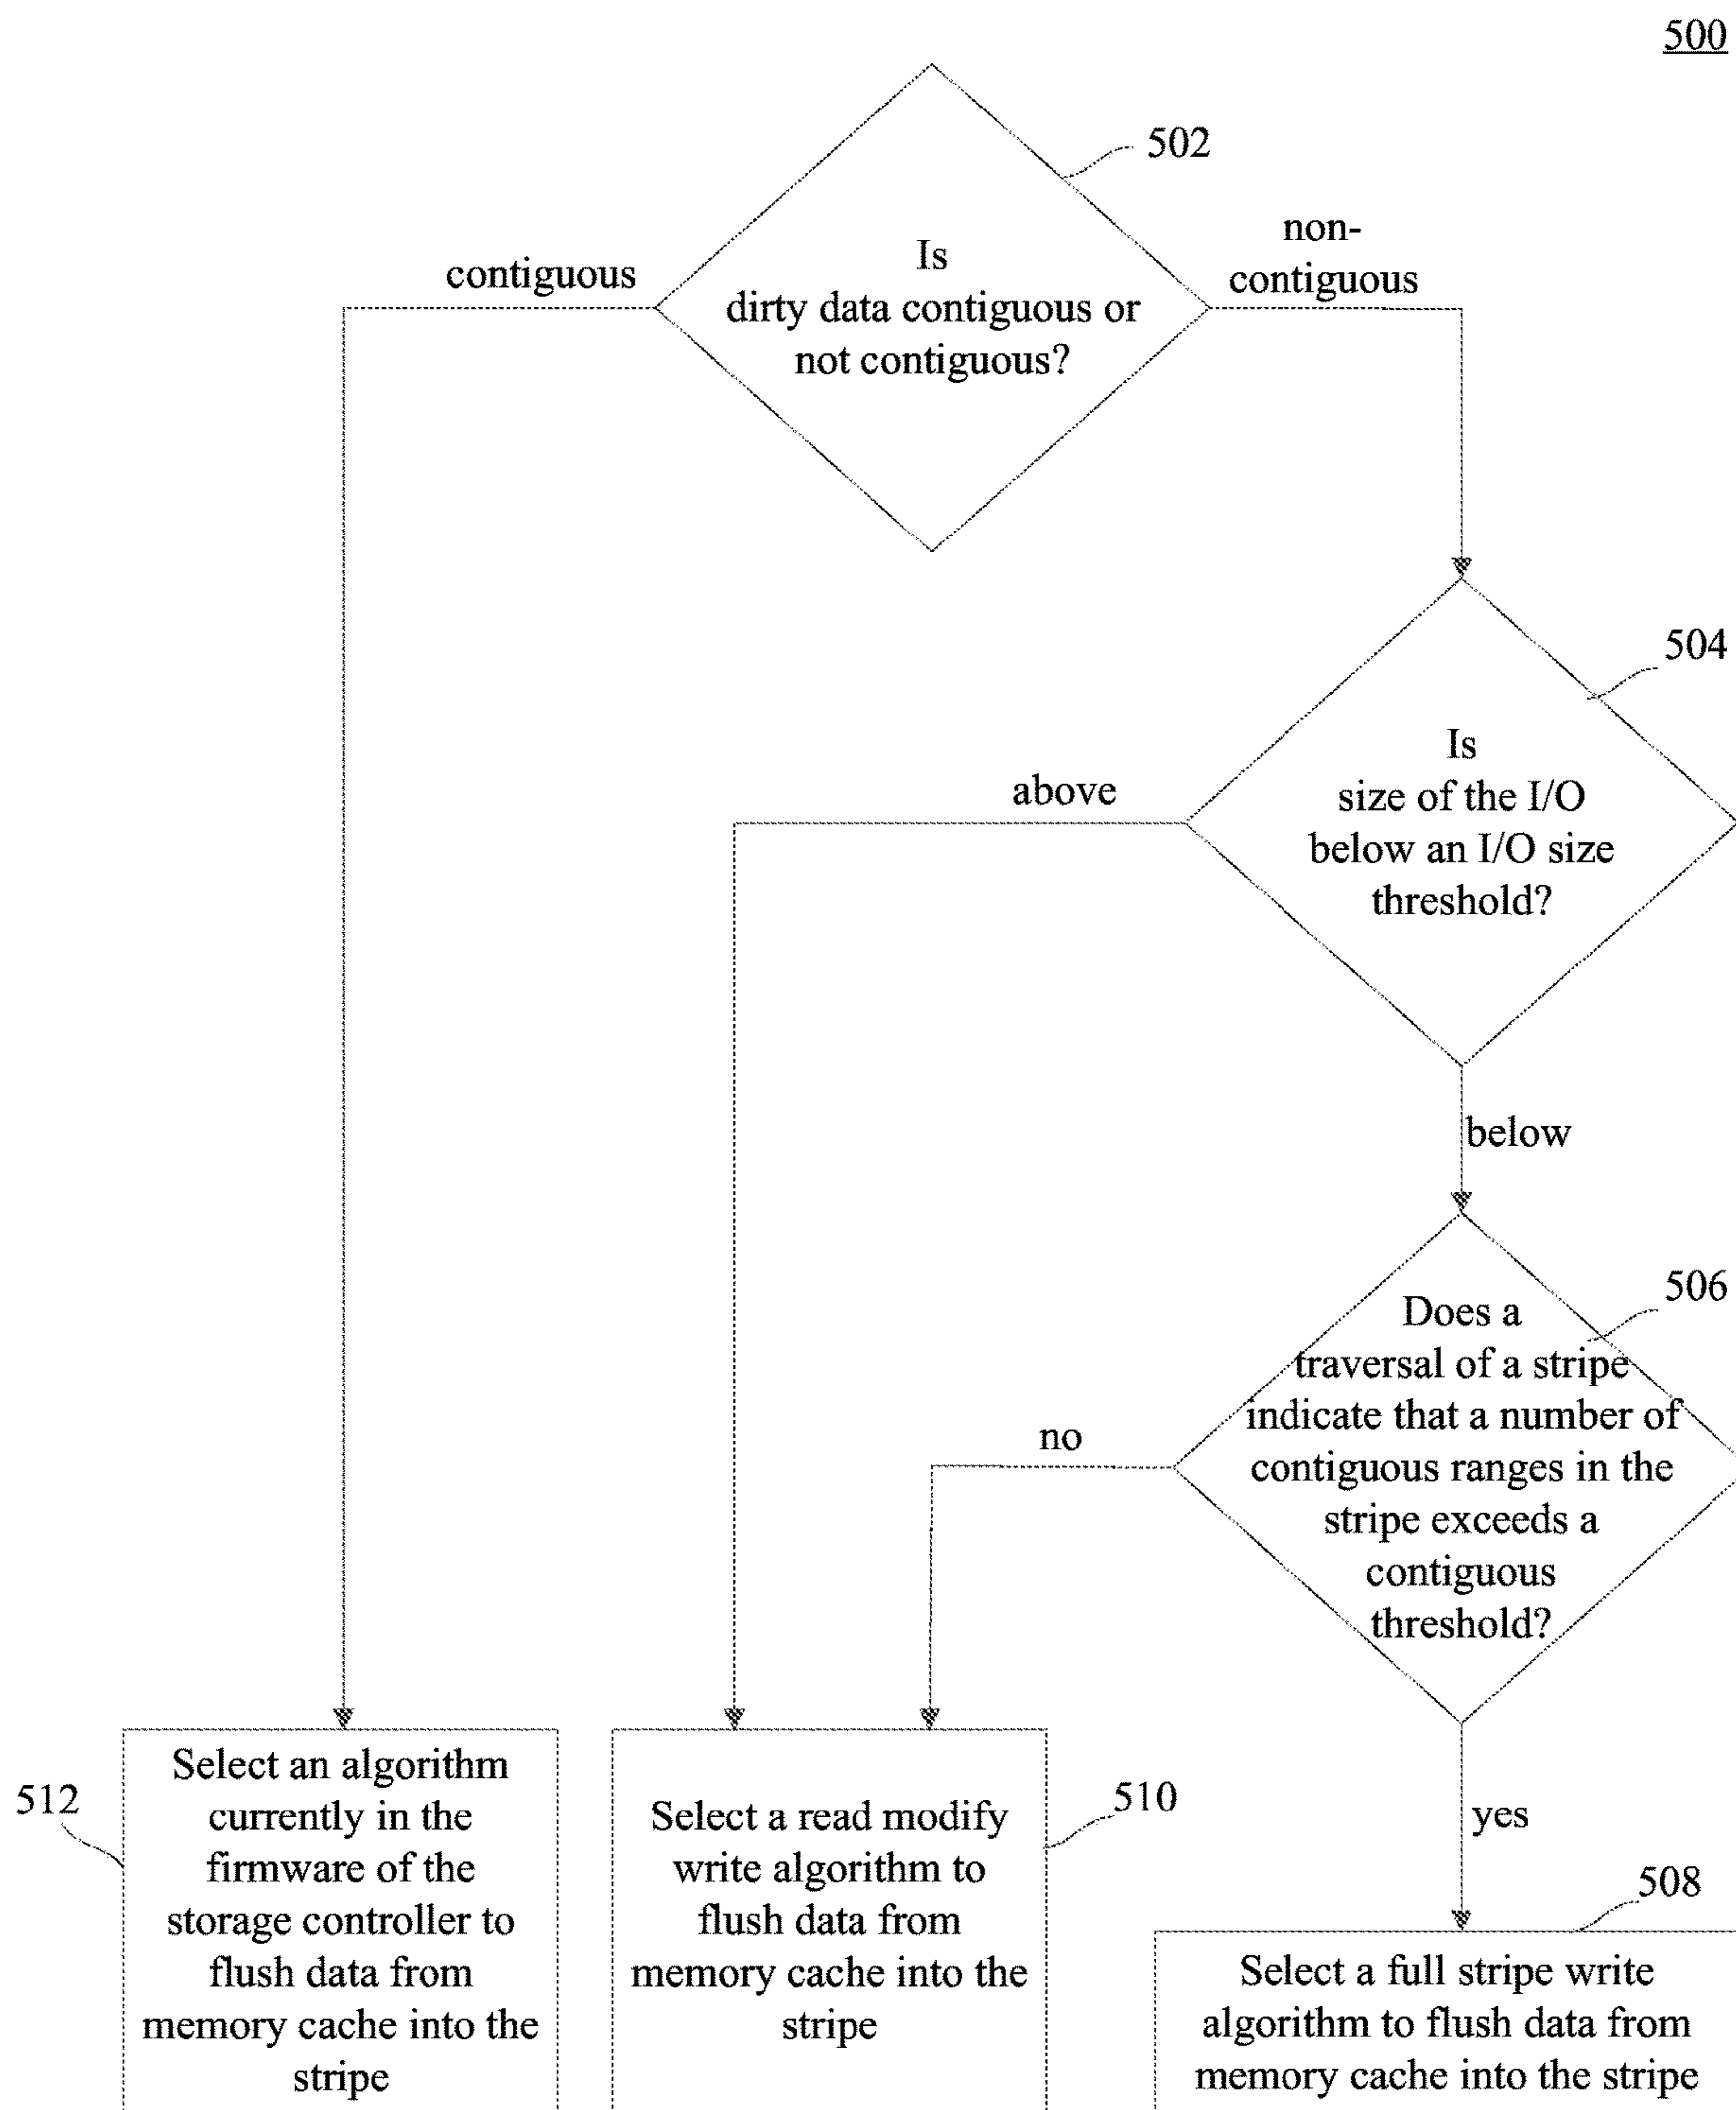 500
502
Is
dirty data contiguous or
not contiguous?
contiguous
non-
contiguous
504
Is
size of the I/O
below an I/O size
threshold?
above
below
506
Does a
traversal of a stripe
indicate that a number of
contiguous ranges in the
stripe exceeds a
contiguous
threshold?
no
yes
512
Select an algorithm
currently in the
firmware of the
storage controller to
flush data from
memory cache into the
stripe
510
Select a read modify
write algorithm to
flush data from
memory cache into the
stripe
508
Select a full stripe write
algorithm to flush data from
memory cache into the stripe